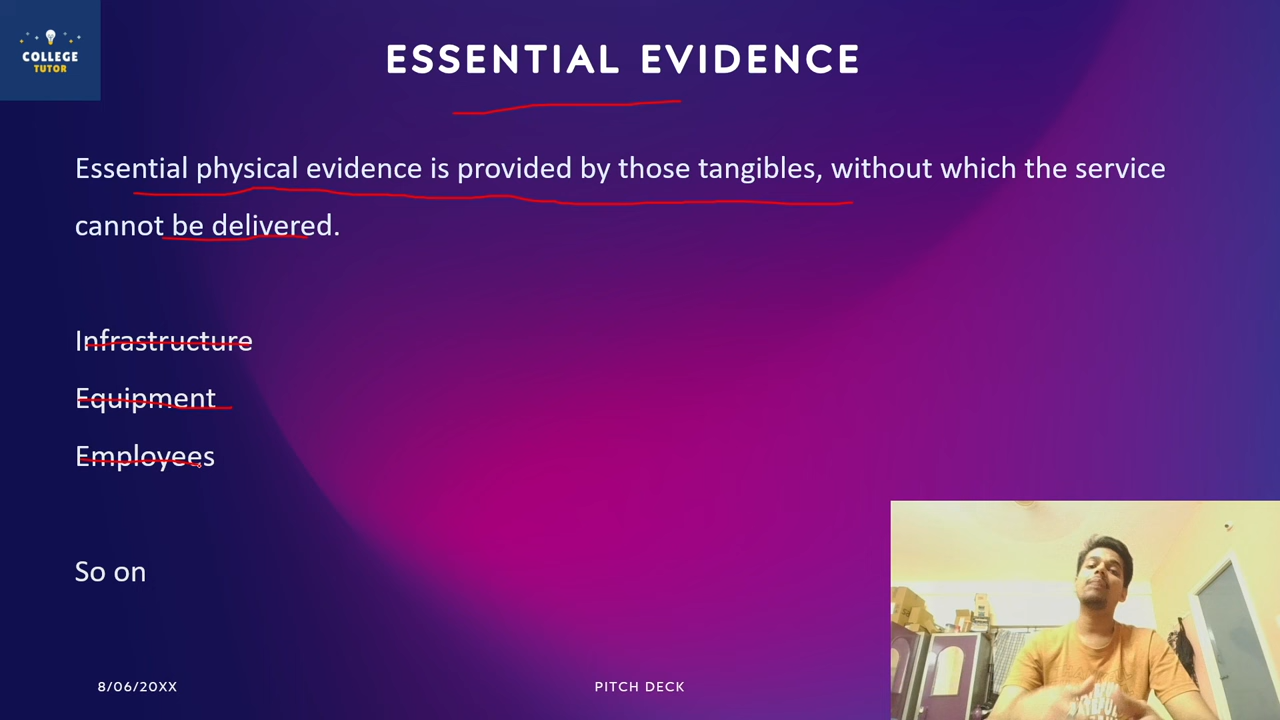 COLLEGE
TUTOR
ESSENTIAL EVIDENCE
Essential physical evidence is provided by those tangibles, without which the service
cannot be delivered.
Infrastructure
Equipment
Employees
So on
8/06/20XX
PITCH DECK